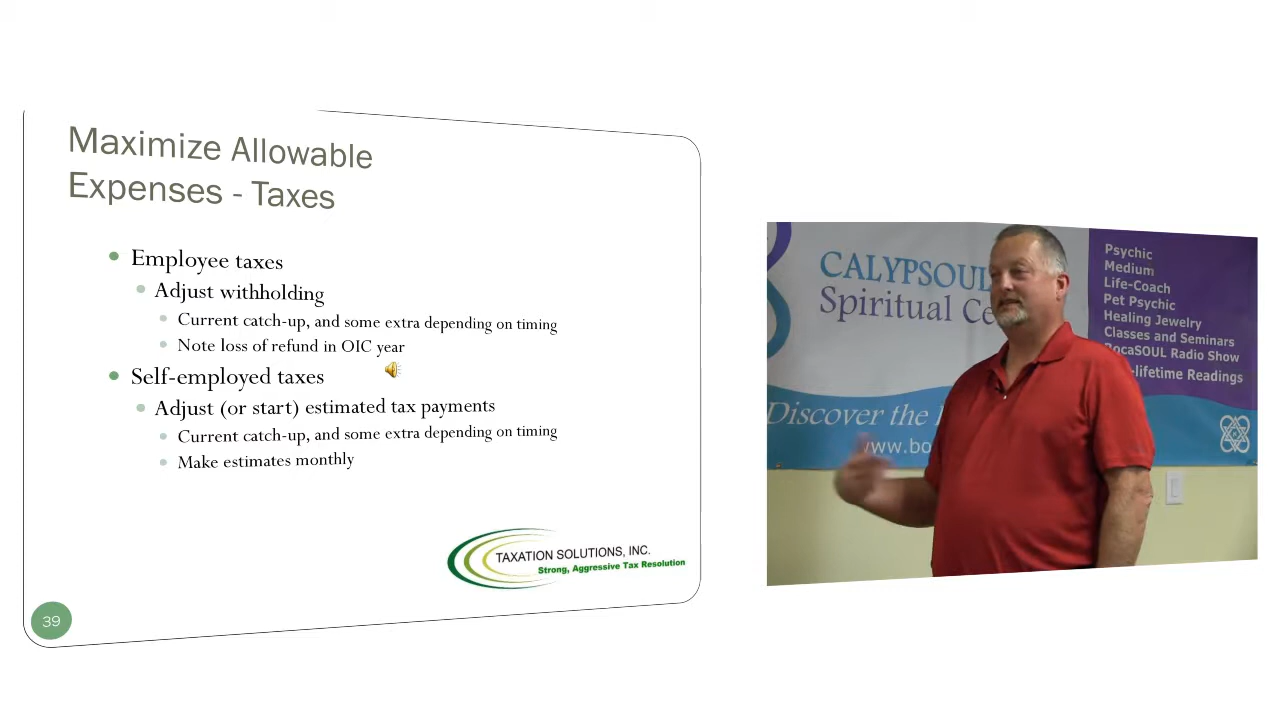 Maximize Allowable
Expenses - Taxes
Employee taxes
Adjust withholding
Current catch-up, and some extra depending on timing
Note loss of refund in OIC year
Self-employed taxes
Adjust (or start) estimated tax payments
Current catch-up, and some extra depending on timing
Make estimates monthly
TAXATION SOLUTIONS, INC.
Strong, Aggressive Tax Resolution
39
CALYPSOUL
Spiritual
Discover the
www.bo
Psychic
Medium
Life-Coach
Pet Psychic
Healing Jewelry
Classes and Seminars
BocaSOUL Radio Show
-lifetime Readings